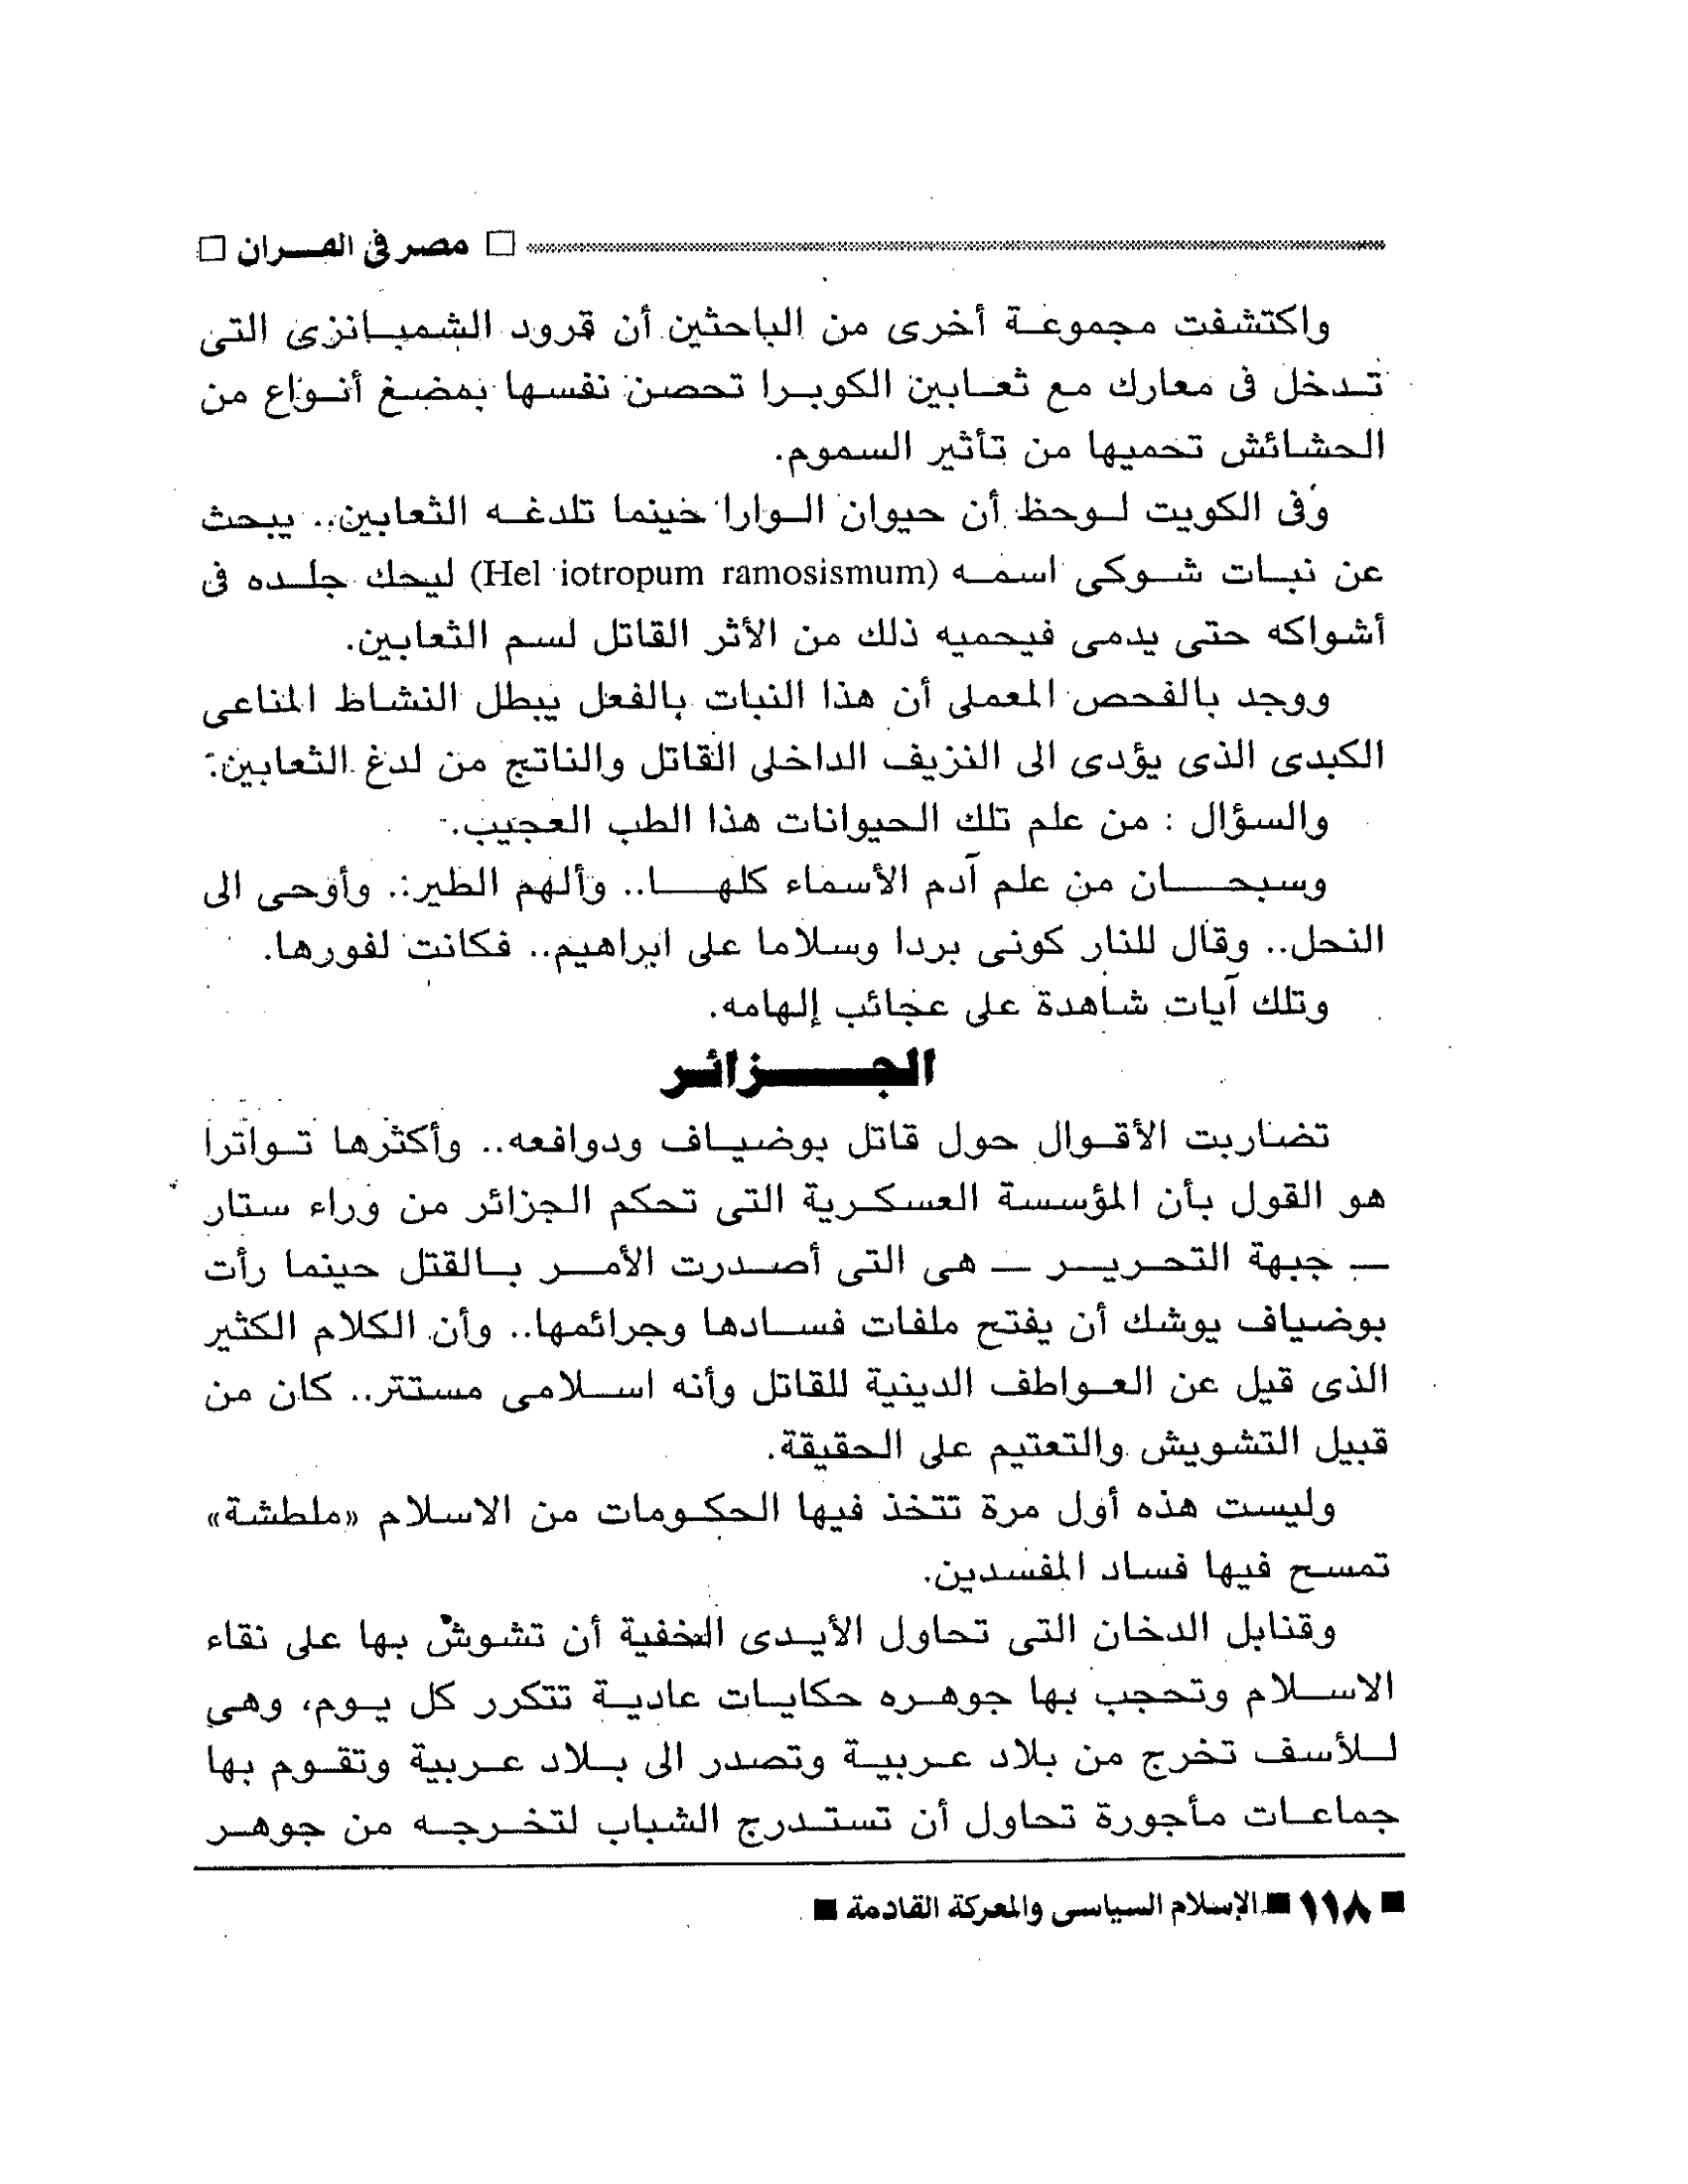 □ مصر فى القرآن □
واكتشفت مجموعة أخرى من الباحثين أن قرود الشمبانزى التى
تدخل فى معارك مع ثعابين الكوبرا تحصن نفسها بمضغ أنواع من
الحشائش تحميها من تأثير السموم.
وفى الكويت لوحظ أن حيوان الوارا حينما تلدغه الثعابين.. يبحث
عن نبات شوكى اسمه (Hel iotropum ramosismum) ليحك جلده فى
أشواكه حتى يدمى فيحميه ذلك من الأثر القاتل لسم الثعابين.
ووجد بالفحص المعملى أن هذا النبات بالفعل يبطل النشاط المناعى
الكبدى الذى يؤدى الى النزيف الداخلى القاتل والناتج من لدغ الثعابين.
والسؤال : من علم تلك الحيوانات هذا الطب العجيب.
وسبحان من علم آدم الأسماء كلها.. وألهم الطير.. وأوحى الى
النحل.. وقال للنار كونى بردا وسلاما على ابراهيم.. فكانت لفورها.
وتلك آيات شاهدة على عجائب إلهامه.
الجزائر
تضاربت الأقوال حول قاتل بوضياف ودوافعه.. وأكثرها تواترا
هو القول بأن المؤسسة العسكرية التى تحكم الجزائر من وراء ستار
— جبهة التحرير — هى التى أصدرت الأمر بالقتل حينما رأت
بوضياف يوشك أن يفتح ملفات فسادها وجرائمها.. وأن الكلام الكثير
الذى قيل عن العواطف الدينية للقاتل وأنه اسلامى مستتر.. كان من
قبيل التشويش والتعتيم على الحقيقة.
وليست هذه أول مرة تتخذ فيها الحكومات من الاسلام «ملطشة»
تمسح فيها فساد المفسدين.
وقنابل الدخان التى تحاول الأيدى الخفية أن تشوش بها على نقاء
الاسلام وتحجب بها جوهره حكايات عادية تتكرر كل يوم، وهى
للأسف تخرج من بلاد عربية وتصدر الى بلاد عربية وتقوم بها
جماعات مأجورة تحاول أن تستدرج الشباب لتخرجه من جوهر
■ ١١٨ ■ الإسلام السياسى والمعركة القادمة ■